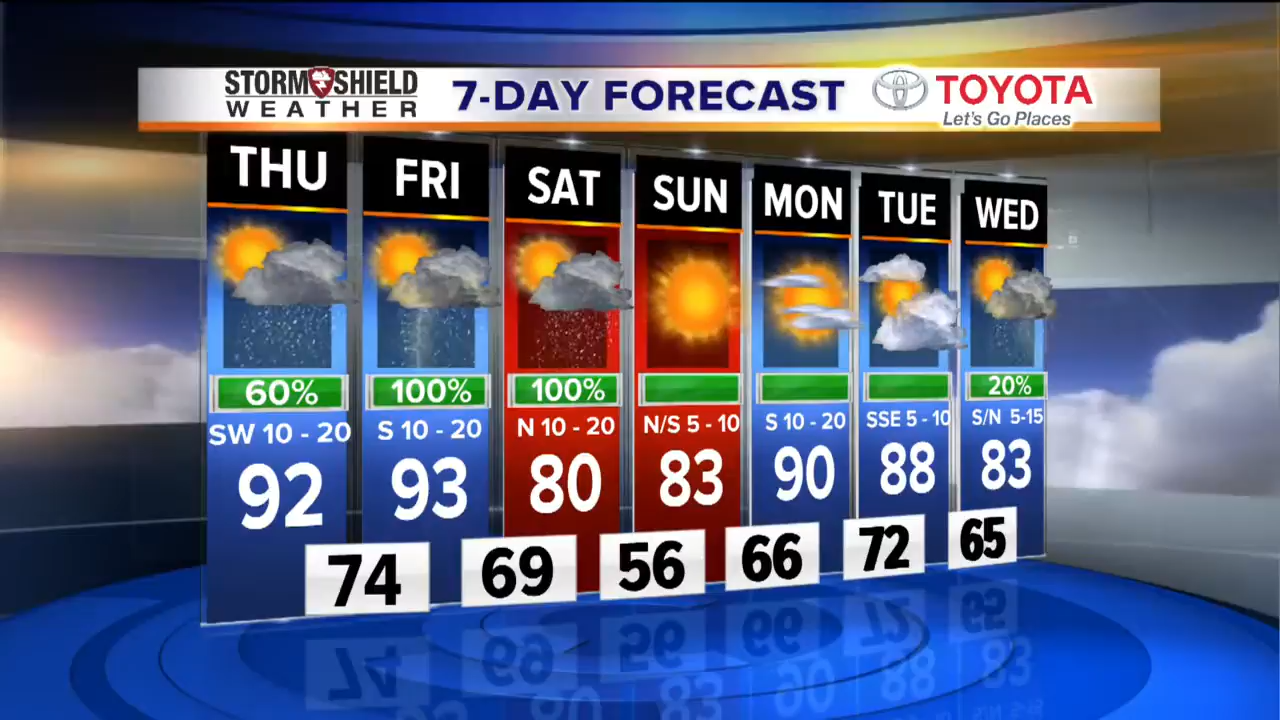 STORM SHIELD
WEATHER
7-DAY FORECAST
TOYOTA
Let's Go Places
THU FRI SAT SUN MON TUE WED
60% 100% 100% 20%
SW 10 - 20 S 10 - 20 N 10 - 20 N/S 5 - 10 S 10 - 20 SSE 5 - 10 S/N 5-15
92 93 80 83 90 88 83
74 69 56 66 72 65